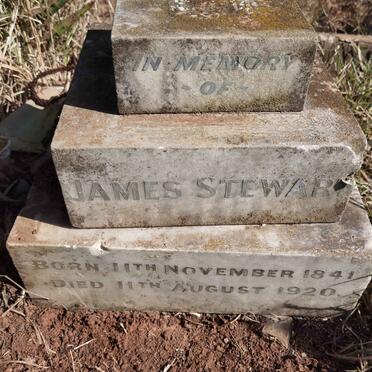 IN MEMORY
- OF -
JAMES STEWAR
BORN 11TH NOVEMBER 1841
DIED 11TH AUGUST 1920.